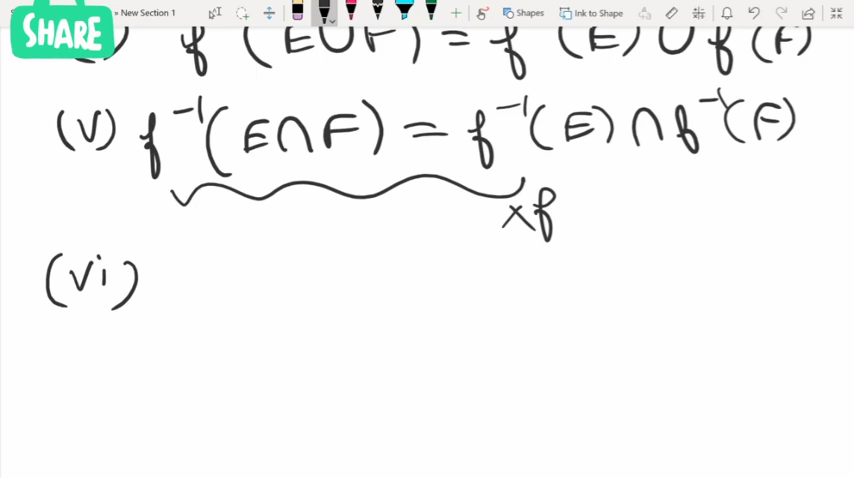 SHARE
» New Section 1
Shapes
Ink to Shape
f (E∪F) = f (E) ∪ f (F)
(V) f⁻¹(E∩F) = f⁻¹(E) ∩ f⁻¹(F)
×f
(Vi)